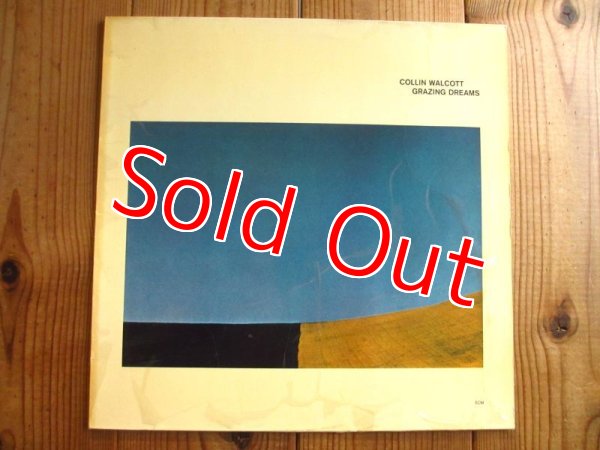 COLLIN WALCOTT
GRAZING DREAMS
Sold Out
ECM